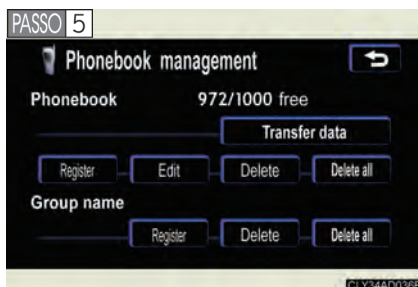 PASSO 5
Phonebook management
Phonebook 972/1000 free
Transfer data
Register Edit Delete Delete all
Group name
Register Delete Delete all